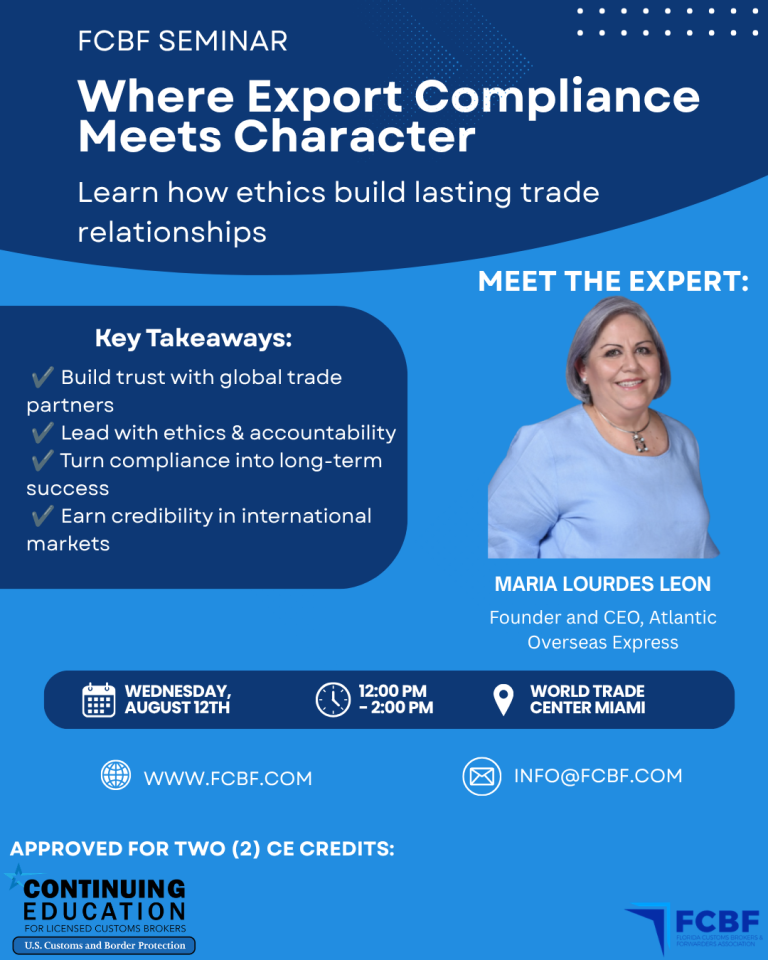 FCBF SEMINAR
Where Export Compliance
Meets Character
Learn how ethics build lasting trade
relationships
MEET THE EXPERT:
Key Takeaways:
✔ Build trust with global trade
partners
✔ Lead with ethics & accountability
✔ Turn compliance into long-term
success
✔ Earn credibility in international
markets
MARIA LOURDES LEON
Founder and CEO, Atlantic
Overseas Express
WEDNESDAY,
AUGUST 12TH
12:00 PM
– 2:00 PM
WORLD TRADE
CENTER MIAMI
WWW.FCBF.COM
INFO@FCBF.COM
APPROVED FOR TWO (2) CE CREDITS:
CONTINUING
EDUCATION
FOR LICENSED CUSTOMS BROKERS
U.S. Customs and Border Protection
FCBF
FLORIDA CUSTOMS BROKERS &
FORWARDERS ASSOCIATION